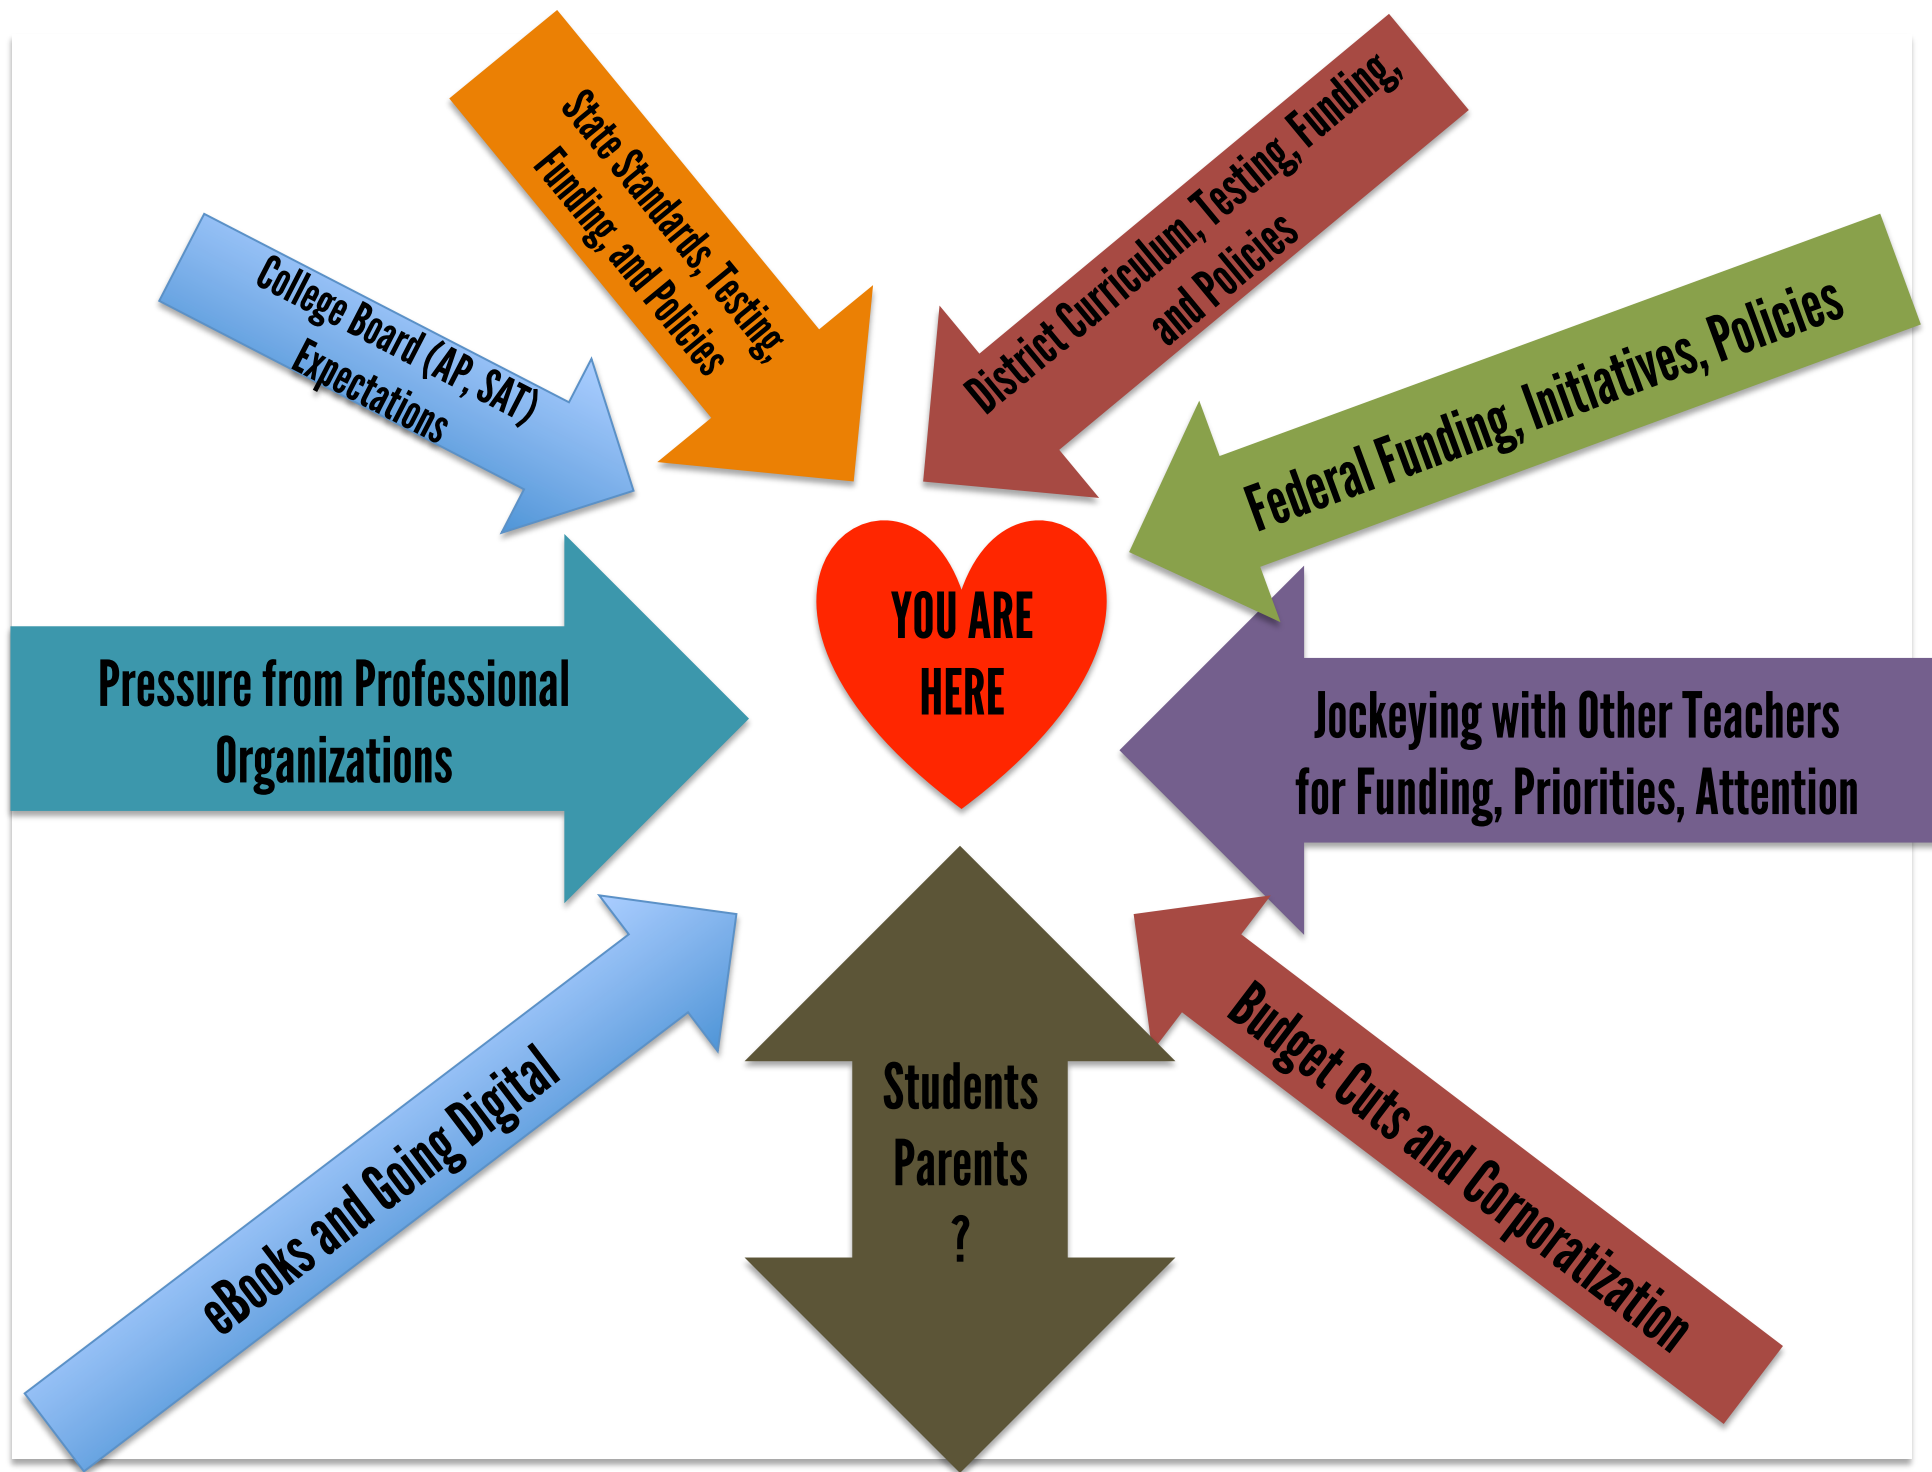 State Standards, Testing,
Funding, and Policies
District Curriculum, Testing, Funding,
and Policies
College Board (AP, SAT)
Expectations
Federal Funding, Initiatives, Policies
YOU ARE
HERE
Pressure from Professional
Organizations
Jockeying with Other Teachers
for Funding, Priorities, Attention
eBooks and Going Digital
Students
Parents
?
Budget Cuts and Corporatization